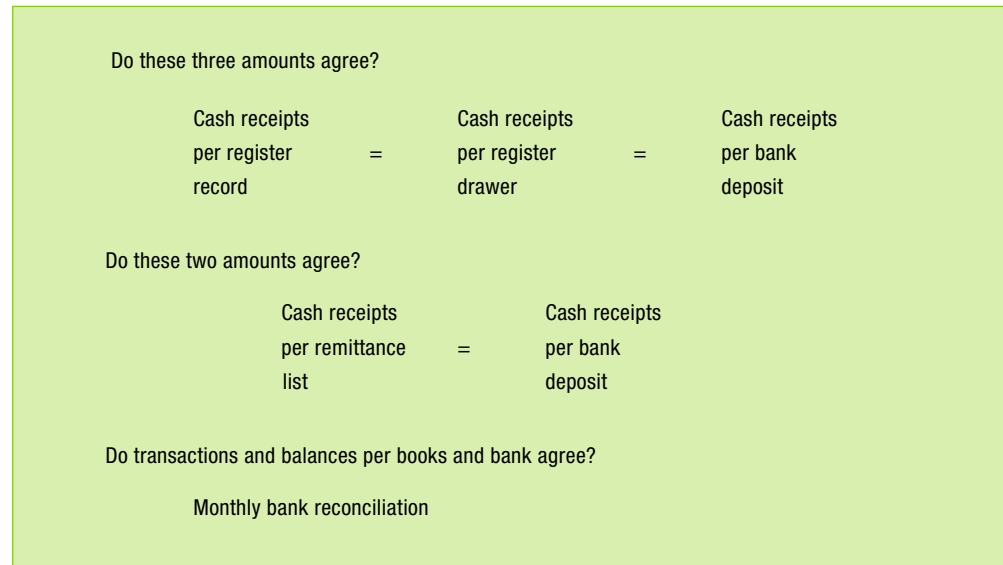 Do these three amounts agree?
Cash receipts Cash receipts Cash receipts
per register = per register = per bank
record drawer deposit
Do these two amounts agree?
Cash receipts Cash receipts
per remittance = per bank
list deposit
Do transactions and balances per books and bank agree?
Monthly bank reconciliation